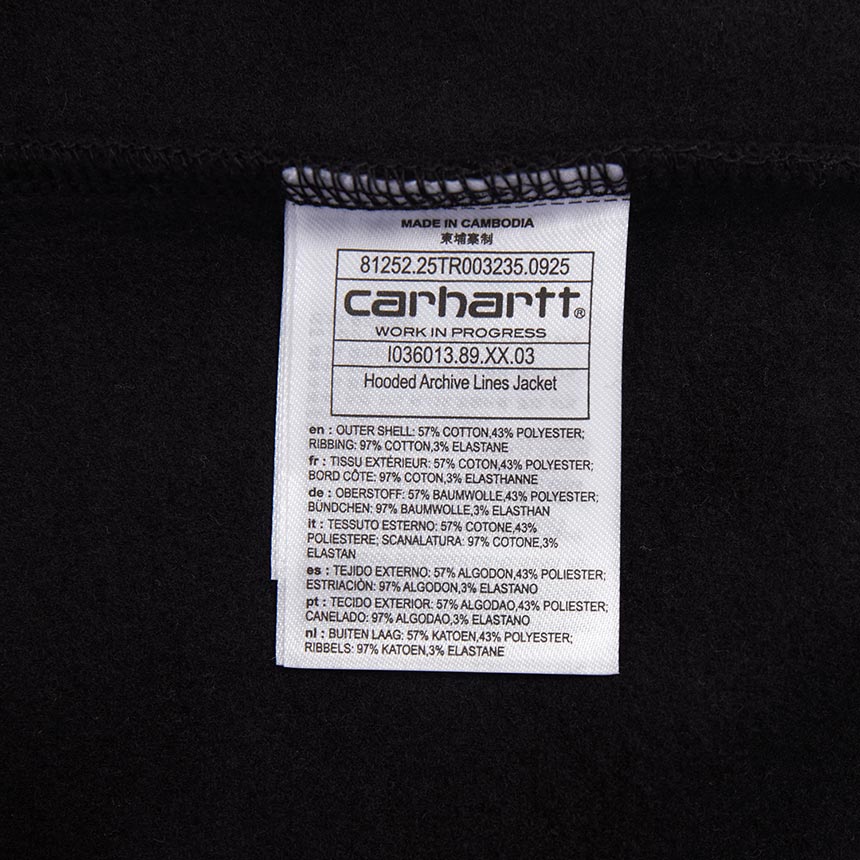 MADE IN CAMBODIA
柬埔寨制
81252.25TR003235.0925
carhartt®
WORK IN PROGRESS
I036013.89.XX.03
Hooded Archive Lines Jacket
en : OUTER SHELL: 57% COTTON,43% POLYESTER;
RIBBING: 97% COTTON,3% ELASTANE
fr : TISSU EXTÉRIEUR: 57% COTON,43% POLYESTER;
BORD CÔTE: 97% COTON,3% ELASTHANNE
de : OBERSTOFF: 57% BAUMWOLLE,43% POLYESTER;
BÜNDCHEN: 97% BAUMWOLLE,3% ELASTHAN
it : TESSUTO ESTERNO: 57% COTONE,43%
POLIESTERE; SCANALATURA: 97% COTONE,3%
ELASTAN
es : TEJIDO EXTERNO: 57% ALGODON,43% POLIESTER;
ESTRIACIÒN: 97% ALGODON,3% ELASTANO
pt : TECIDO EXTERIOR: 57% ALGODAO,43% POLIESTER;
CANELADO: 97% ALGODAO,3% ELASTANO
nl : BUITEN LAAG: 57% KATOEN,43% POLYESTER;
RIBBELS: 97% KATOEN,3% ELASTANE